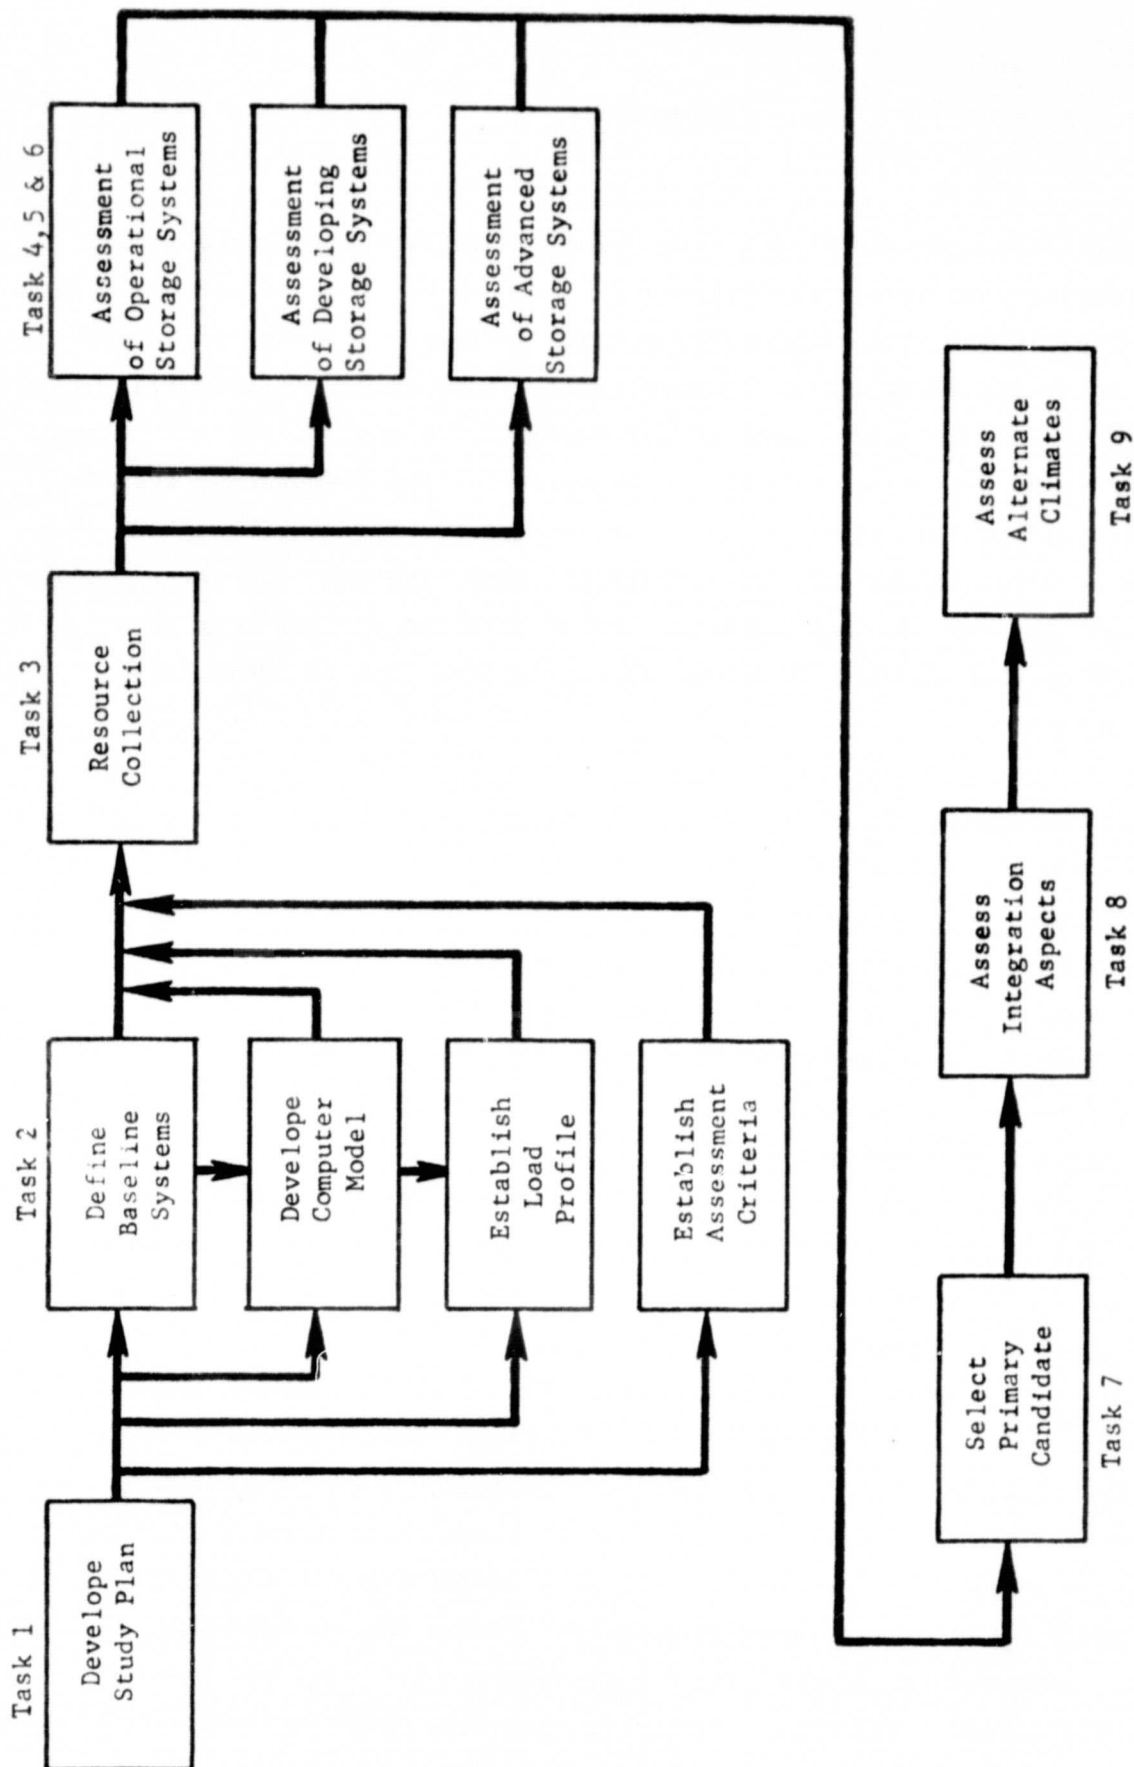 Task 1
Develope
Study Plan
Task 2
Define
Baseline
Systems
Develope
Computer
Model
Establish
Load
Profile
Establish
Assessment
Criteria
Task 3
Resource
Collection
Task 4,5 & 6
Assessment
of Operational
Storage Systems
Assessment
of Developing
Storage Systems
Assessment
of Advanced
Storage Systems
Select
Primary
Candidate
Task 7
Assess
Integration
Aspects
Task 8
Assess
Alternate
Climates
Task 9